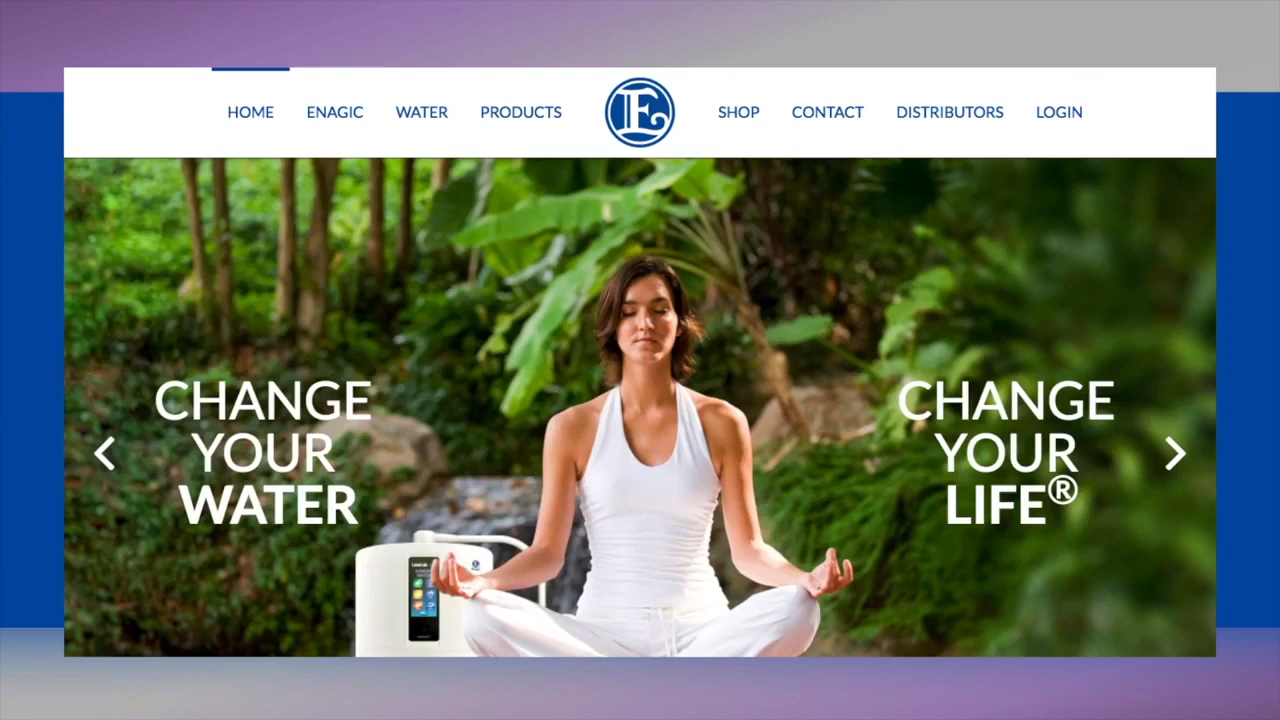 HOME ENAGIC WATER PRODUCTS E SHOP CONTACT DISTRIBUTORS LOGIN
CHANGE
YOUR
WATER
CHANGE
YOUR
LIFE®